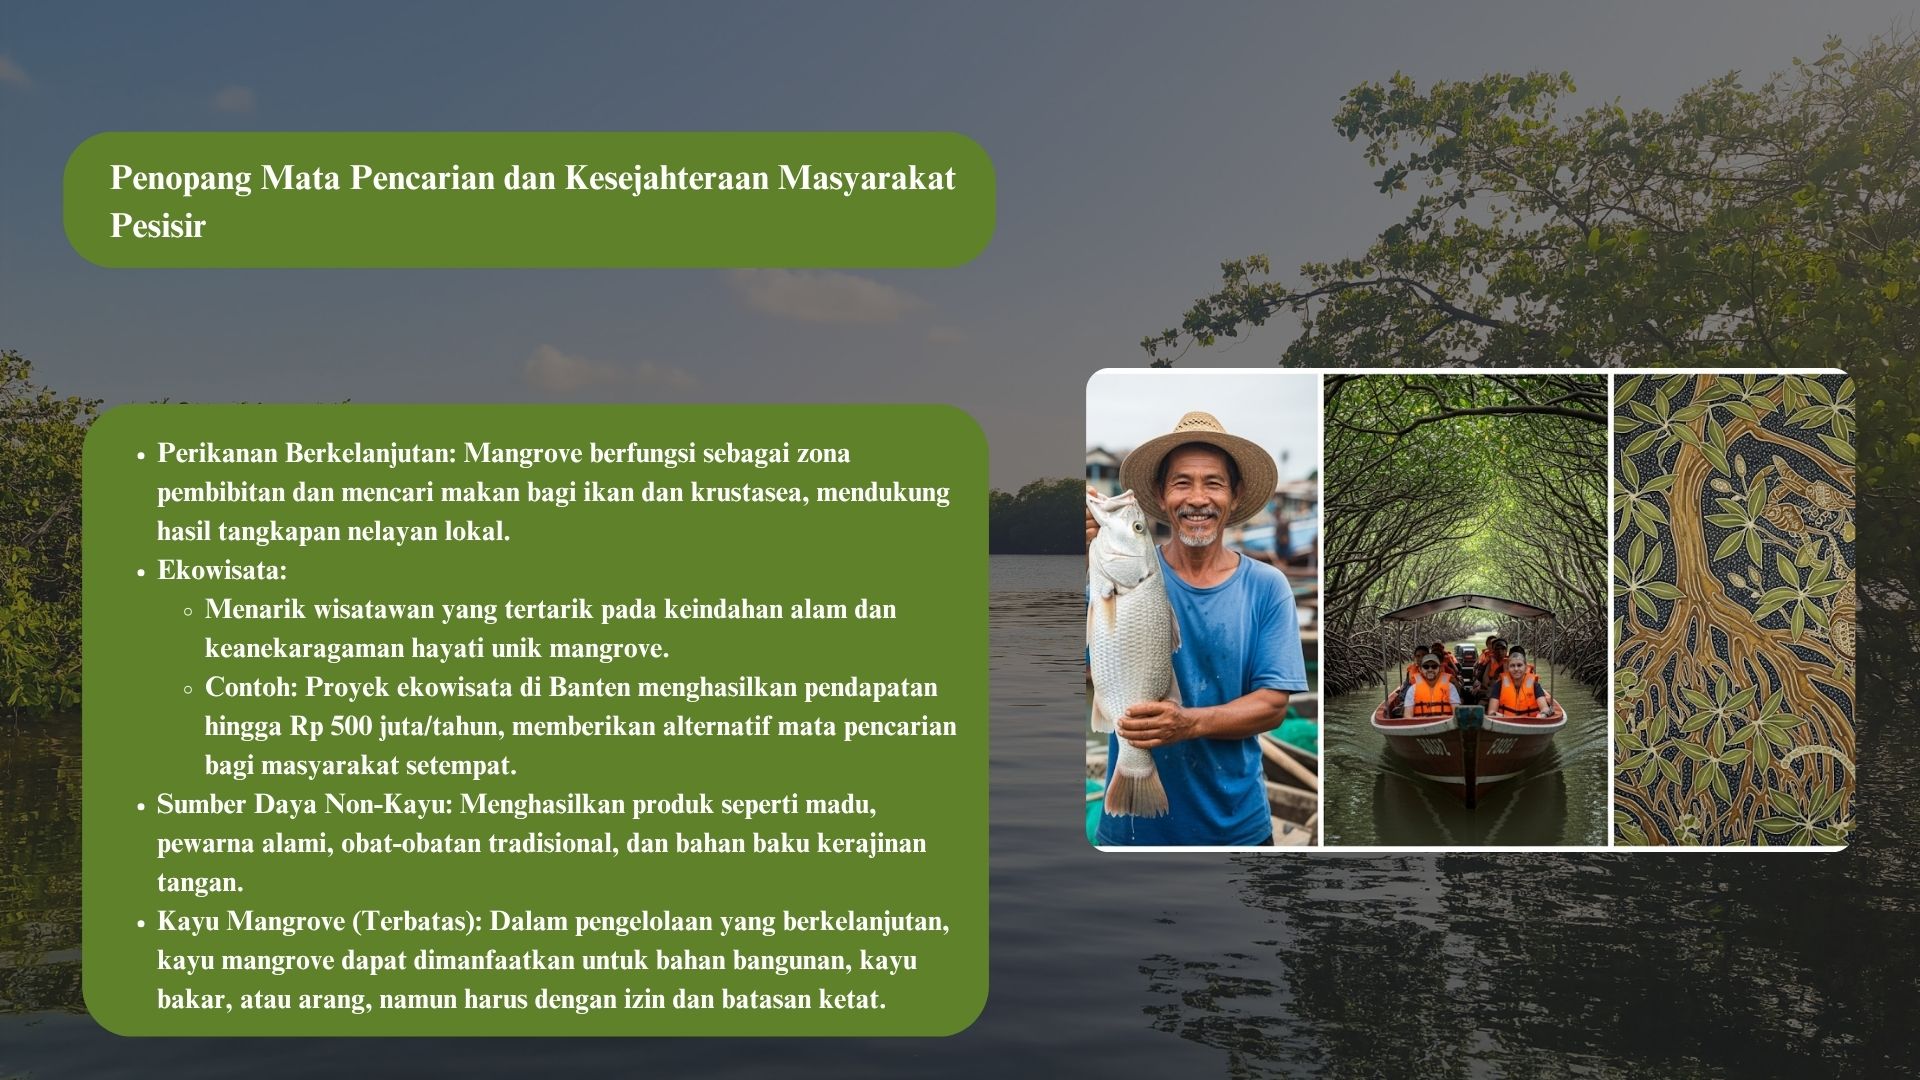 Penopang Mata Pencarian dan Kesejahteraan Masyarakat
Pesisir
• Perikanan Berkelanjutan: Mangrove berfungsi sebagai zona
pembibitan dan mencari makan bagi ikan dan krustasea, mendukung
hasil tangkapan nelayan lokal.
• Ekowisata:
◦ Menarik wisatawan yang tertarik pada keindahan alam dan
keanekaragaman hayati unik mangrove.
◦ Contoh: Proyek ekowisata di Banten menghasilkan pendapatan
hingga Rp 500 juta/tahun, memberikan alternatif mata pencarian
bagi masyarakat setempat.
• Sumber Daya Non-Kayu: Menghasilkan produk seperti madu,
pewarna alami, obat-obatan tradisional, dan bahan baku kerajinan
tangan.
• Kayu Mangrove (Terbatas): Dalam pengelolaan yang berkelanjutan,
kayu mangrove dapat dimanfaatkan untuk bahan bangunan, kayu
bakar, atau arang, namun harus dengan izin dan batasan ketat.